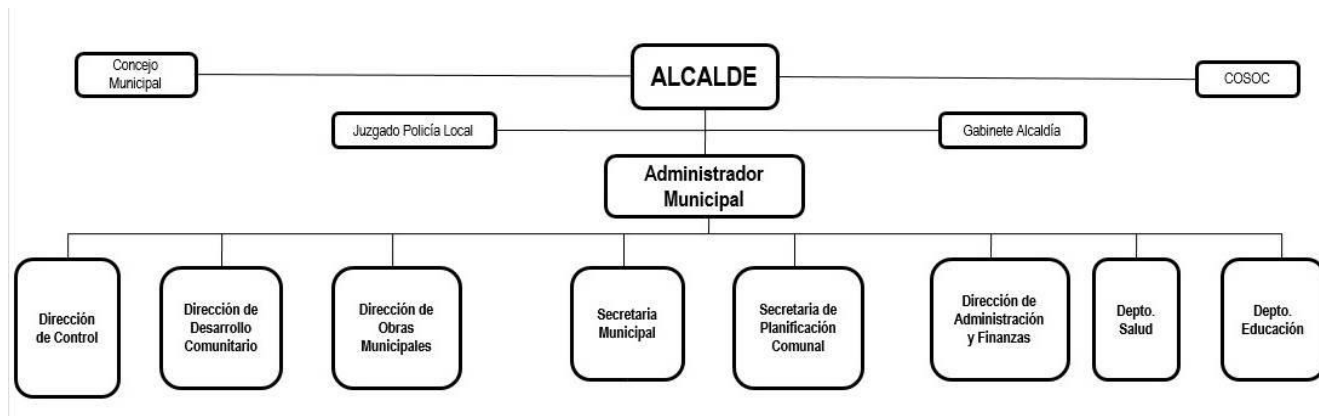 Concejo
Municipal
ALCALDE
COSOC
Juzgado Policía Local
Gabinete Alcaldía
Administrador
Municipal
Dirección
de Control
Dirección de
Desarrollo
Comunitario
Dirección de
Obras
Municipales
Secretaria
Municipal
Secretaria de
Planificación
Comunal
Dirección de
Administración
y Finanzas
Depto.
Salud
Depto.
Educación